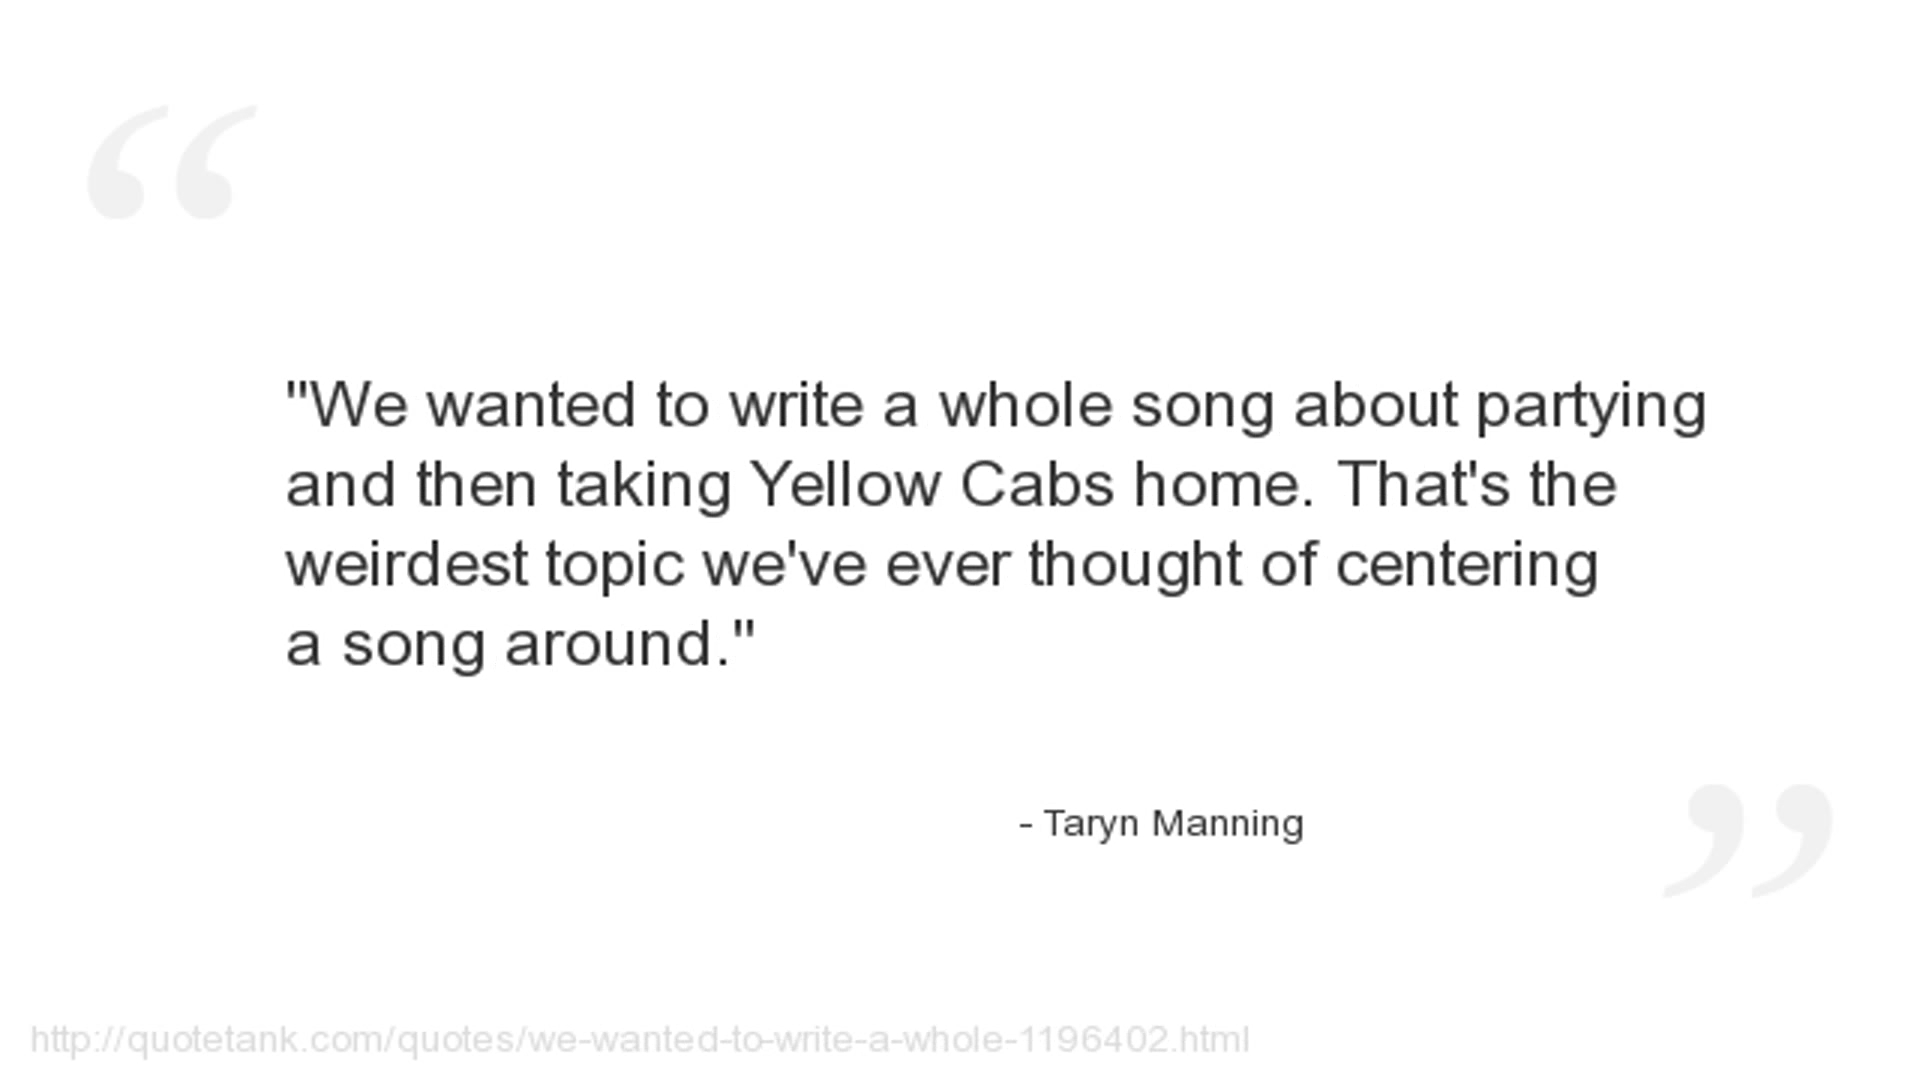 "We wanted to write a whole song about partying
and then taking Yellow Cabs home. That's the
weirdest topic we've ever thought of centering
a song around."
- Taryn Manning
http://quotetank.com/quotes/we-wanted-to-write-a-whole-1196402.html